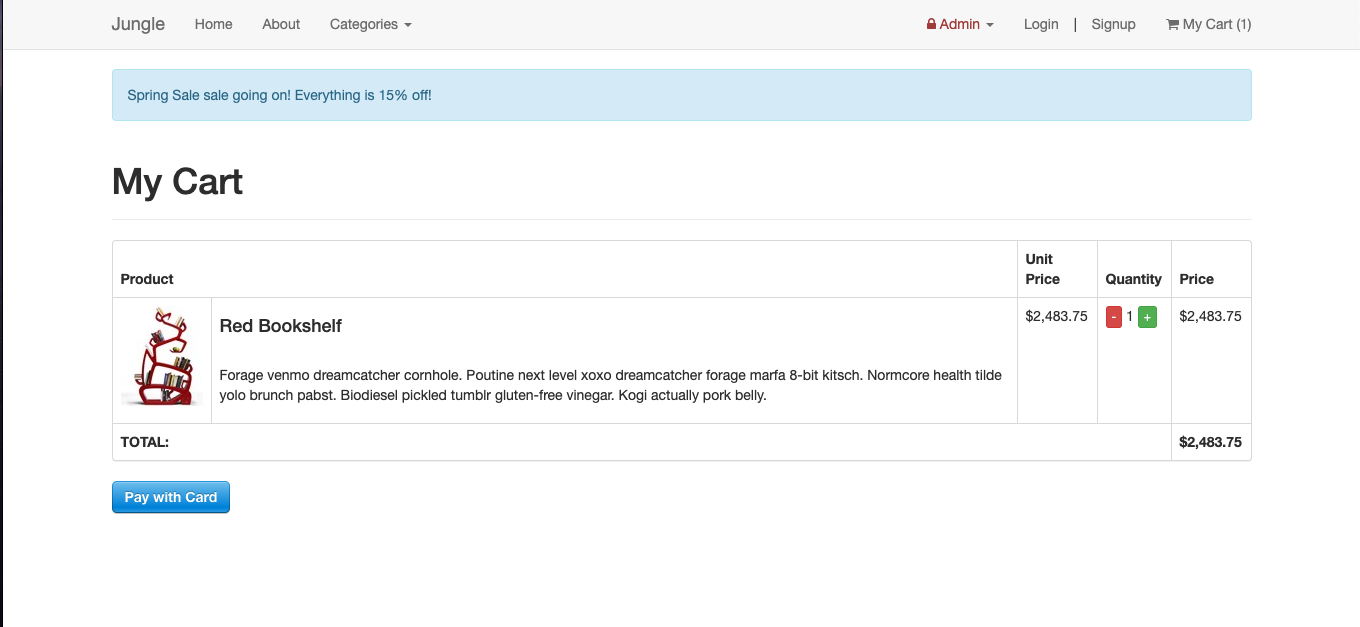 Jungle Home About Categories Admin Login | Signup My Cart (1)
Spring Sale sale going on! Everything is 15% off!
My Cart
Product Unit Price Quantity Price
Red Bookshelf $2,483.75 - 1 + $2,483.75
Forage venmo dreamcatcher cornhole. Poutine next level xoxo dreamcatcher forage marfa 8-bit kitsch. Normcore health tilde
yolo brunch pabst. Biodiesel pickled tumblr gluten-free vinegar. Kogi actually pork belly.
TOTAL: $2,483.75
Pay with Card